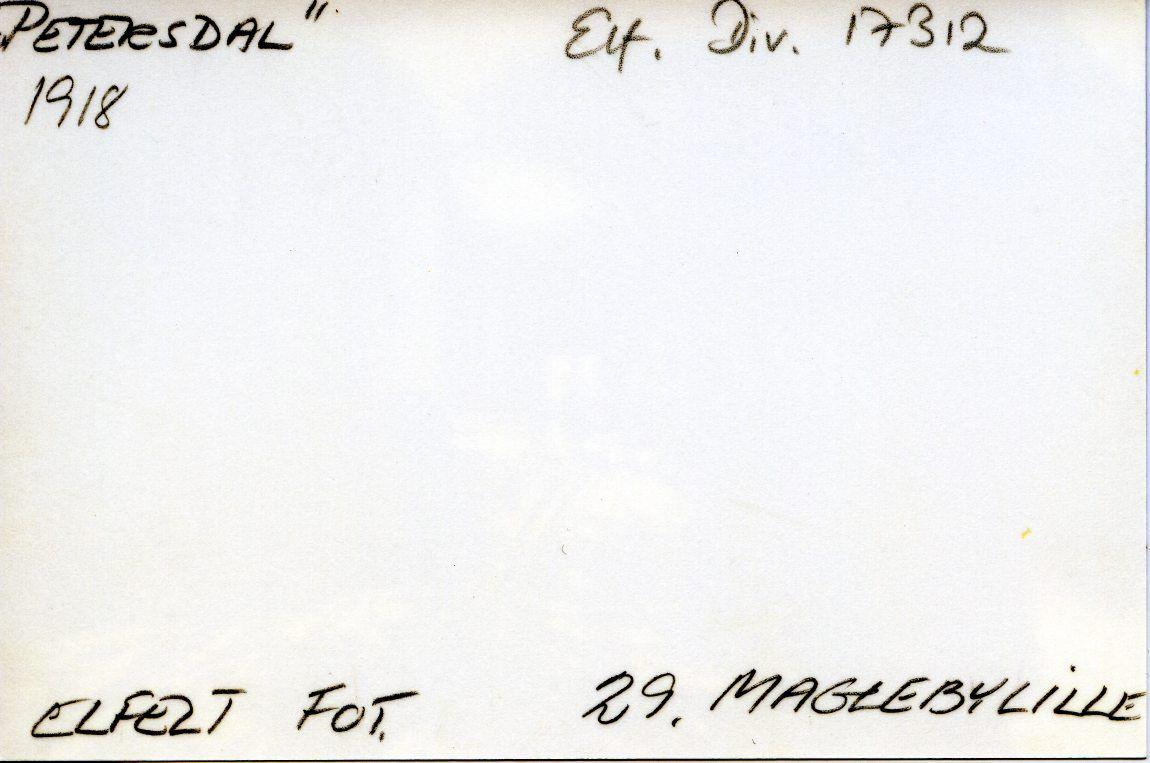 "PETERSDAL"
Elf. Div. 17312
1918
ELFELT FOT.
29. MAGLEBYLILLE